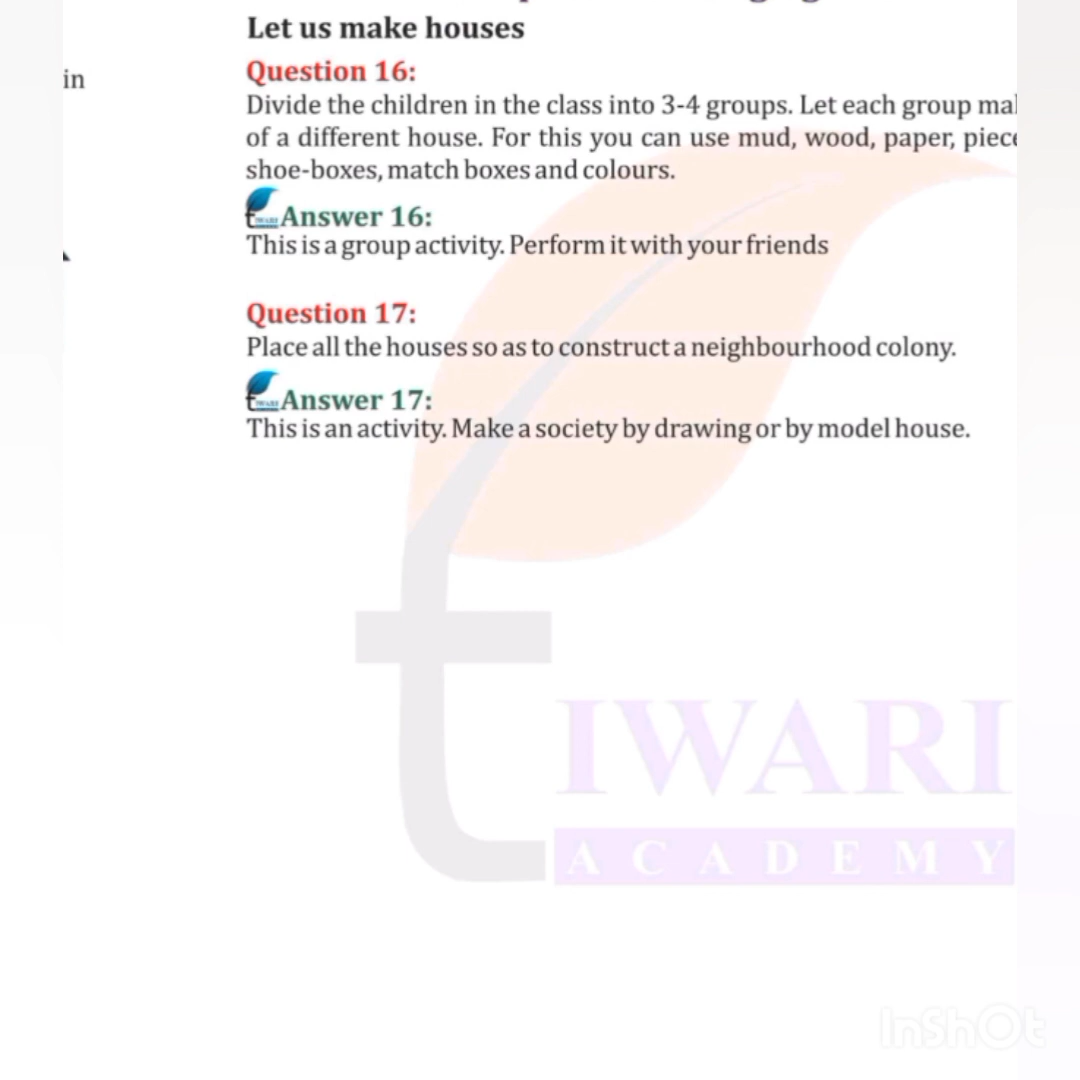 in
Let us make houses
Question 16:
Divide the children in the class into 3-4 groups. Let each group
of a different house. For this you can use mud, wood, paper,
shoe-boxes, match boxes and colours.
Answer 16:
This is a group activity. Perform it with your friends
Question 17:
Place all the houses so as to construct a neighbourhood colony.
Answer 17:
This is an activity. Make a society by drawing or by model house.
tIWARI
ACADEMY
InShOt